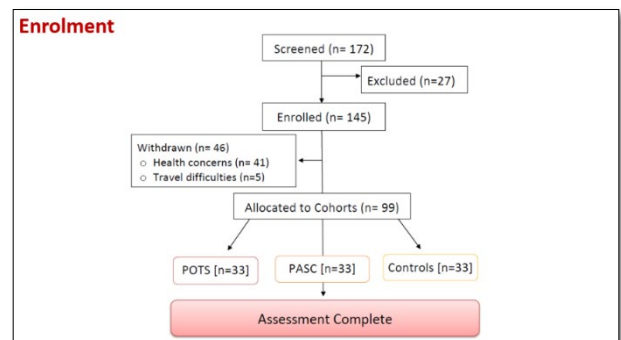 Enrolment
Screened (n= 172)
Excluded (n=27)
Enrolled (n= 145)
Withdrawn (n= 46)
o Health concerns (n= 41)
o Travel difficulties (n=5)
Allocated to Cohorts (n= 99)
POTS [n=33]
PASC [n=33]
Controls [n=33]
Assessment Complete